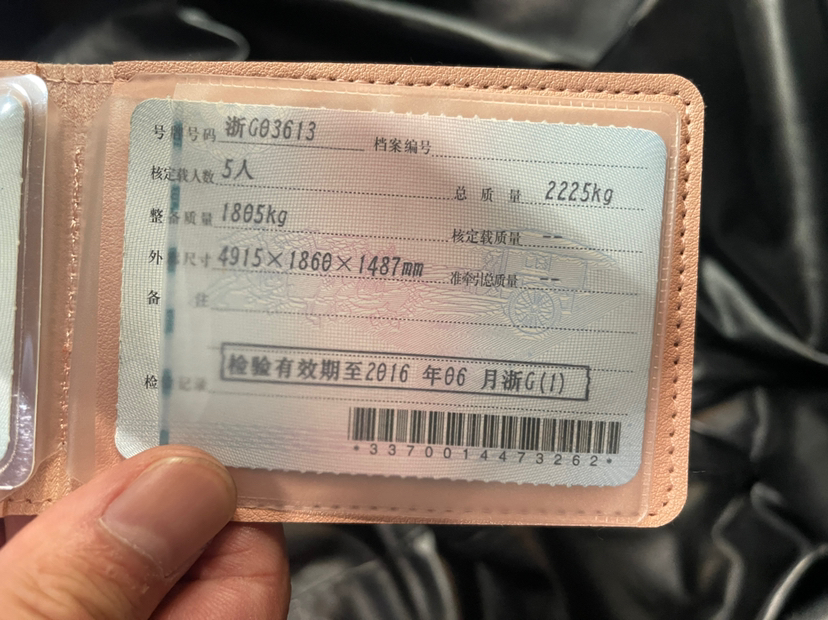 号牌号码 浙G03613 档案编号
核定载人数 5人 总质量 2225kg
整备质量 1805kg 核定载质量 --
外廓尺寸 4915×1860×1487mm 准牵引总质量 --
备注
检验记录 检验有效期至2016 年06 月浙G(1)
*3370014473262*